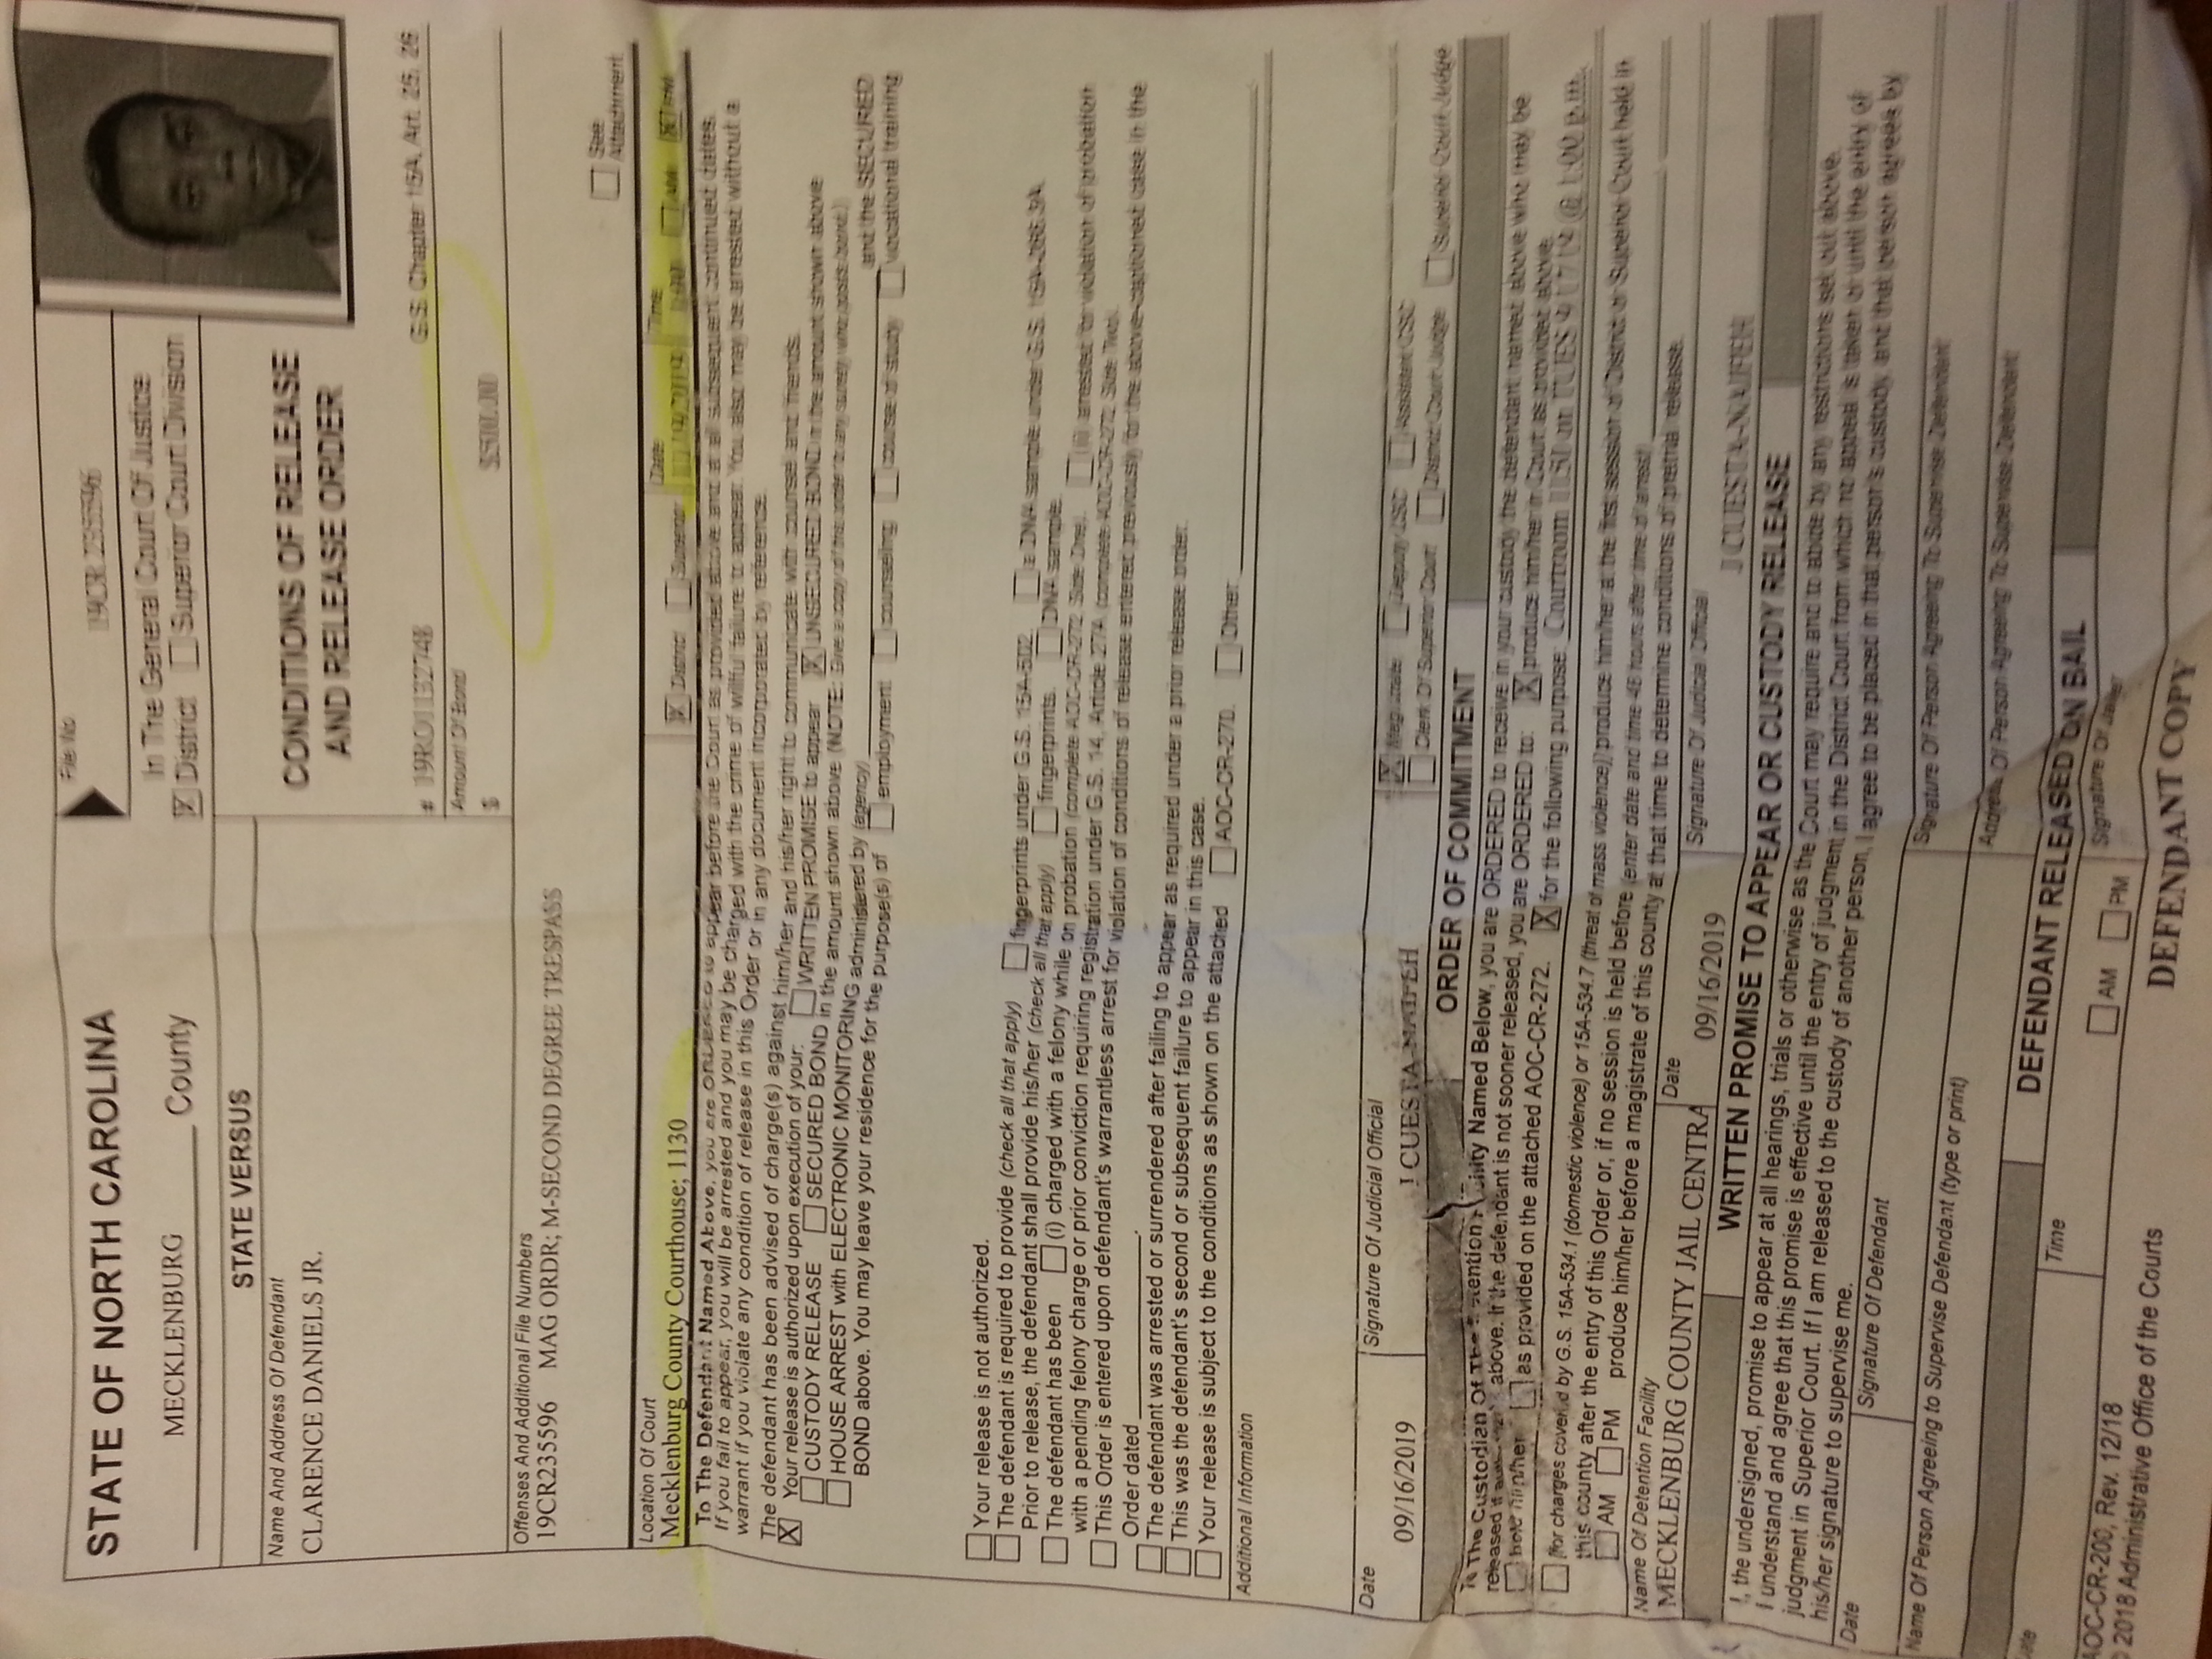 File No
STATE OF NORTH CAROLINA
19CR 235596
MECKLENBURG County
In The General Court Of Justice
X District Superior Court Division
STATE VERSUS
Name And Address Of Defendant
CLARENCE DANIELS JR.
CONDITIONS OF RELEASE
AND RELEASE ORDER
# 19RO1132748
G.S. Chapter 15A, Art. 25, 26
Amount Of Bond
$ $500.00
Offenses And Additional File Numbers
19CR235596 MAG ORDR; M-SECOND DEGREE TRESPASS
See
Attachment
Location Of Court
Mecklenburg County Courthouse; 1130
X District Superior
Date
Time
AM X PM
To The Defendant Named Above, you are ORDERED to appear before the Court as provided above and at all subsequent continued dates.
If you fail to appear, you will be arrested and you may be charged with the crime of willful failure to appear. You also may be arrested without a
warrant if you violate any condition of release in this Order or in any document incorporated by reference.
The defendant has been advised of charge(s) against him/her and his/her right to communicate with counsel and friends.
X Your release is authorized upon execution of your: WRITTEN PROMISE to appear X UNSECURED BOND in the amount shown above
CUSTODY RELEASE SECURED BOND in the amount shown above (NOTE: Give a copy of this order to any surety who posts bond.)
HOUSE ARREST with ELECTRONIC MONITORING administered by (agency) and the SECURED
BOND above. You may leave your residence for the purpose(s) of employment counseling course of study vocational training
Your release is not authorized.
The defendant is required to provide (check all that apply) fingerprints under G.S. 15A-502. a DNA sample under G.S. 15A-266.3A.
Prior to release, the defendant shall provide his/her (check all that apply) fingerprints. DNA sample.
The defendant has been (i) charged with a felony while on probation (complete AOC-CR-272, Side One). (ii) arrested for violation of probation
with a pending felony charge or prior conviction requiring registration under G.S. 14, Article 27A (complete AOC-CR-272, Side Two).
This Order is entered upon defendant's warrantless arrest for violation of conditions of release entered previously for the above-captioned case in the
Order dated .
The defendant was arrested or surrendered after failing to appear as required under a prior release order.
This was the defendant's second or subsequent failure to appear in this case.
Your release is subject to the conditions as shown on the attached AOC-CR-270. Other:
Additional Information
Date
09/16/2019
Signature Of Judicial Official
J CUESTA-NAIPEH
X Magistrate Deputy CSC Assistant CSC
Clerk Of Superior Court District Court Judge Superior Court Judge
ORDER OF COMMITMENT
To The Custodian Of The Detention Facility Named Below, you are ORDERED to receive in your custody the defendant named above who may be
released if above. If the defendant is not sooner released, you are ORDERED to: X produce him/her in Court as provided above.
hold him/her as provided on the attached AOC-CR-272. X for the following purpose: Courtroom 1150 on TUES 9/17/19 @ 1:00 p.m.
[for charges covered by G.S. 15A-534.1 (domestic violence) or 15A-534.7 (threat of mass violence)] produce him/her at the first session of District or Superior Court held in
this county after the entry of this Order or, if no session is held before (enter date and time 48 hours after time of arrest)
AM PM produce him/her before a magistrate of this county at that time to determine conditions of pretrial release.
Name Of Detention Facility
MECKLENBURG COUNTY JAIL CENTRA
Date
09/16/2019
Signature Of Judicial Official
J CUESTA-NAIPEH
WRITTEN PROMISE TO APPEAR OR CUSTODY RELEASE
I, the undersigned, promise to appear at all hearings, trials or otherwise as the Court may require and to abide by any restrictions set out above.
I understand and agree that this promise is effective until the entry of judgment in the District Court from which no appeal is taken or until the entry of
judgment in Superior Court. If I am released to the custody of another person, I agree to be placed in that person's custody, and that person agrees by
his/her signature to supervise me.
Date
Signature Of Defendant
Name Of Person Agreeing to Supervise Defendant (type or print)
Signature Of Person Agreeing To Supervise Defendant
Address Of Person Agreeing To Supervise Defendant
DEFENDANT RELEASED ON BAIL
Date
Time
AM PM
Signature Of Jailer
AOC-CR-200, Rev. 12/18
© 2018 Administrative Office of the Courts
DEFENDANT COPY